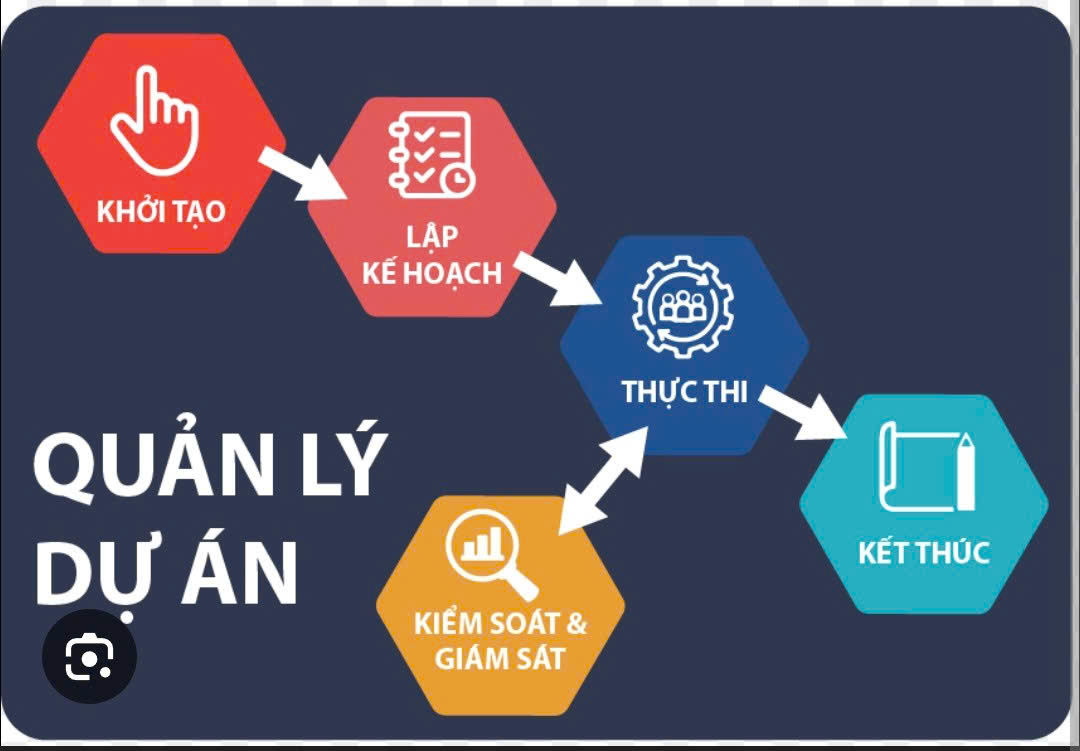 KHỞI TẠO
LẬP
KẾ HOẠCH
THỰC THI
KẾT THÚC
KIỂM SOÁT &
GIÁM SÁT
QUẢN LÝ
DỰ ÁN